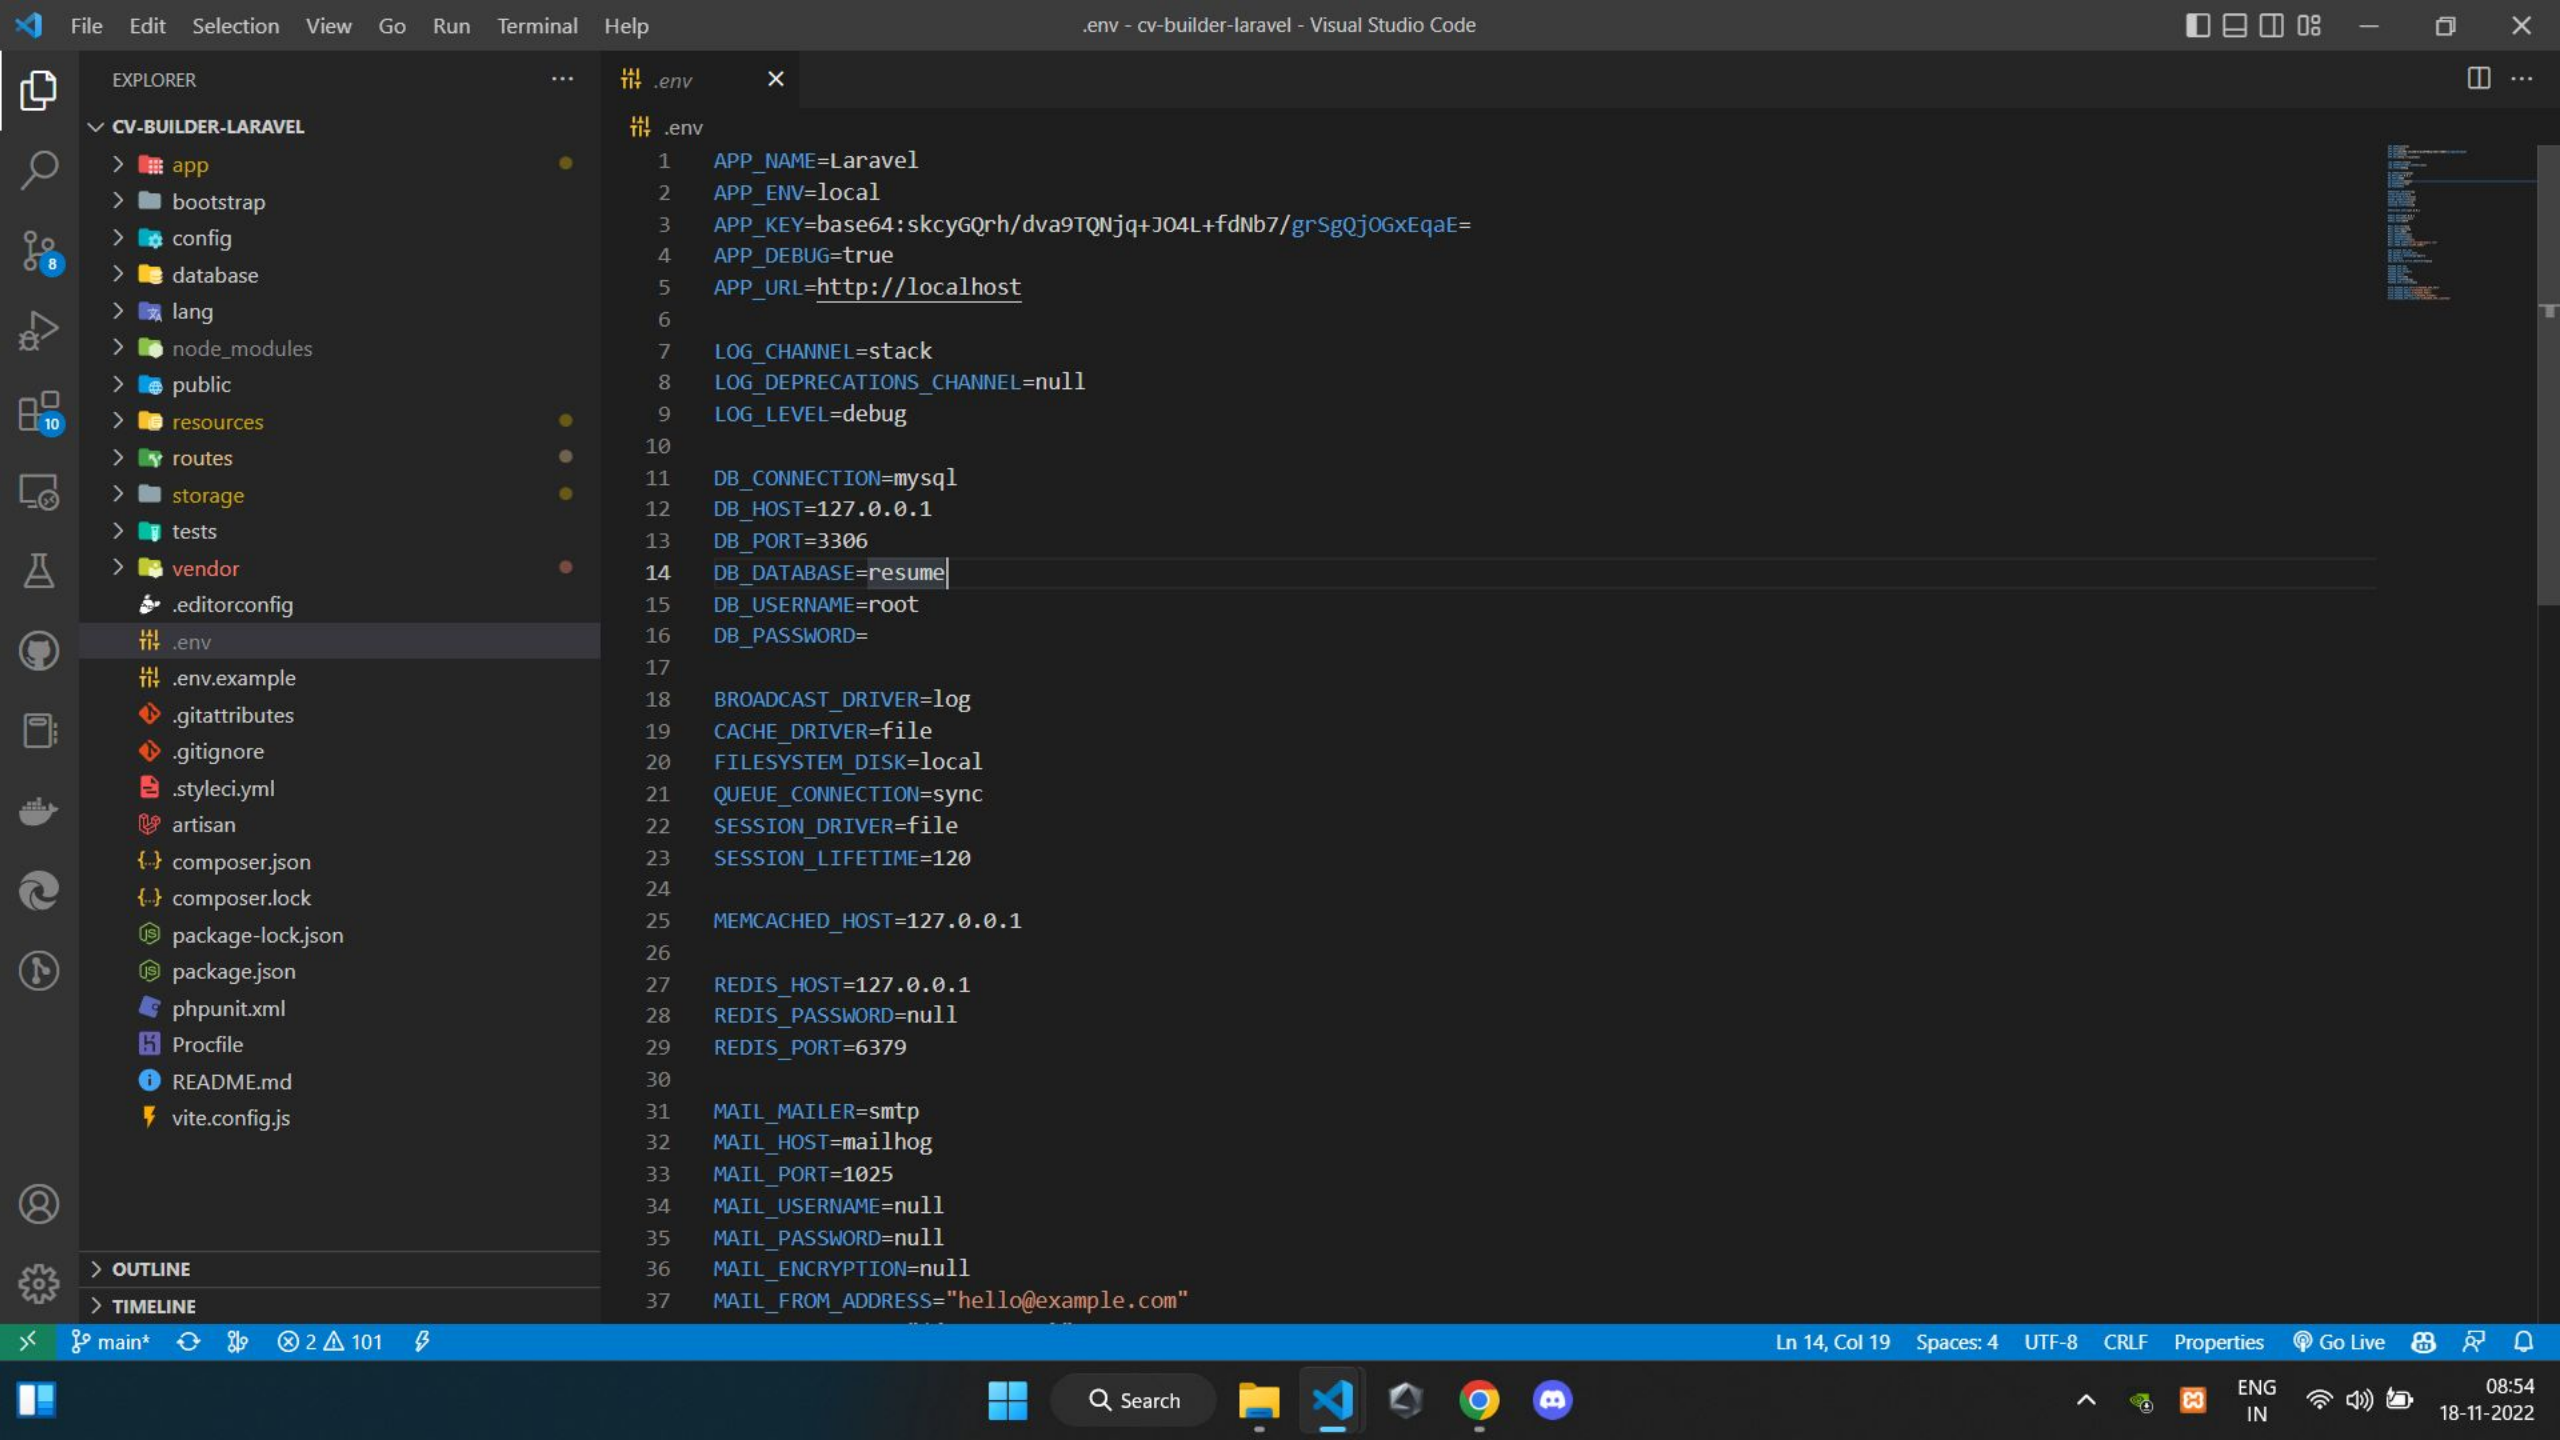 File Edit Selection View Go Run Terminal Help
.env - cv-builder-laravel - Visual Studio Code
EXPLORER
CV-BUILDER-LARAVEL
app
bootstrap
config
database
lang
node_modules
public
resources
routes
storage
tests
vendor
.editorconfig
.env
.env.example
.gitattributes
.gitignore
.styleci.yml
artisan
composer.json
composer.lock
package-lock.json
package.json
phpunit.xml
Procfile
README.md
vite.config.js
OUTLINE
TIMELINE
8
10
.env
.env
1 APP_NAME=Laravel
2 APP_ENV=local
3 APP_KEY=base64:skcyGQrh/dva9TQNjq+JO4L+fdNb7/grSgQjOGxEqaE=
4 APP_DEBUG=true
5 APP_URL=http://localhost
6
7 LOG_CHANNEL=stack
8 LOG_DEPRECATIONS_CHANNEL=null
9 LOG_LEVEL=debug
10
11 DB_CONNECTION=mysql
12 DB_HOST=127.0.0.1
13 DB_PORT=3306
14 DB_DATABASE=resume
15 DB_USERNAME=root
16 DB_PASSWORD=
17
18 BROADCAST_DRIVER=log
19 CACHE_DRIVER=file
20 FILESYSTEM_DISK=local
21 QUEUE_CONNECTION=sync
22 SESSION_DRIVER=file
23 SESSION_LIFETIME=120
24
25 MEMCACHED_HOST=127.0.0.1
26
27 REDIS_HOST=127.0.0.1
28 REDIS_PASSWORD=null
29 REDIS_PORT=6379
30
31 MAIL_MAILER=smtp
32 MAIL_HOST=mailhog
33 MAIL_PORT=1025
34 MAIL_USERNAME=null
35 MAIL_PASSWORD=null
36 MAIL_ENCRYPTION=null
37 MAIL_FROM_ADDRESS="hello@example.com"
main* 2 101 Ln 14, Col 19 Spaces: 4 UTF-8 CRLF Properties Go Live
Search
ENG
IN
08:54
18-11-2022